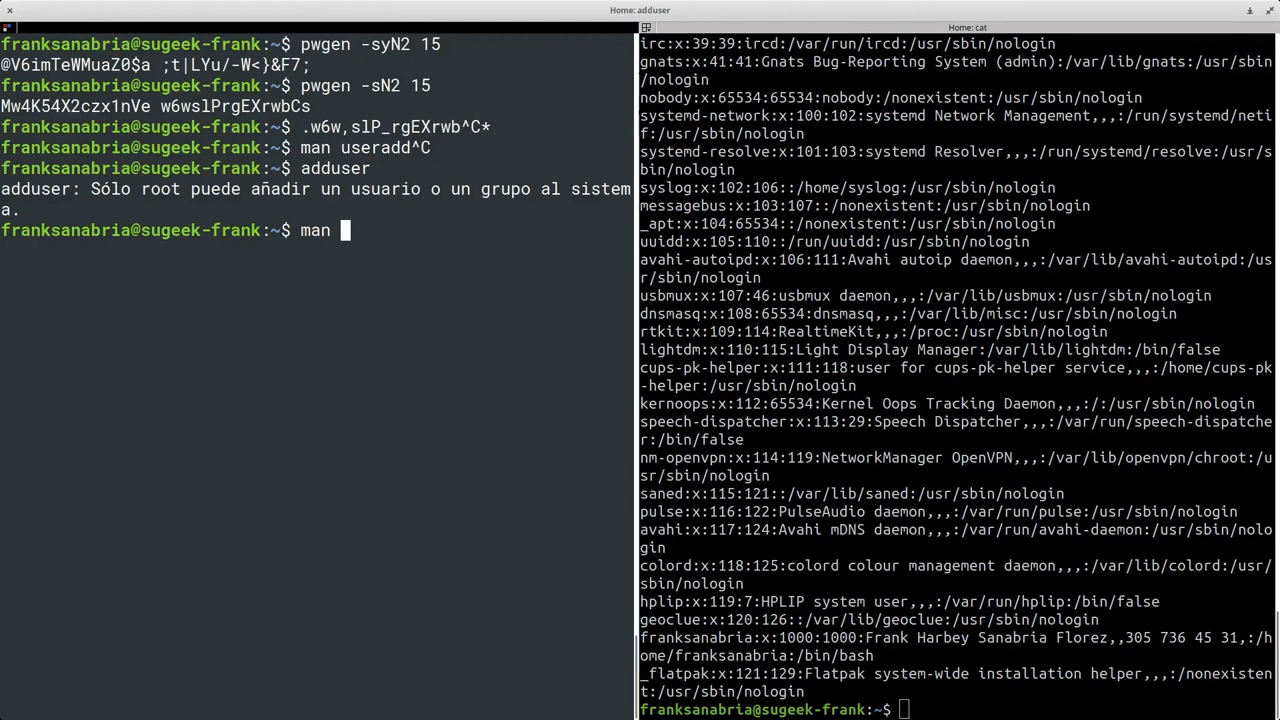 Home: adduser
franksanabria@sugeek-frank:~$ pwgen -syN2 15
@V6imTeWMuaZ0$a ;t|LYu/-W<}&F7;
franksanabria@sugeek-frank:~$ pwgen -sN2 15
Mw4K54X2czx1nVe w6wslPrgEXrwbCs
franksanabria@sugeek-frank:~$ .w6w,slP_rgEXrwb^C*
franksanabria@sugeek-frank:~$ man useradd^C
franksanabria@sugeek-frank:~$ adduser
adduser: Sólo root puede añadir un usuario o un grupo al sistem
a.
franksanabria@sugeek-frank:~$ man
Home: cat
irc:x:39:39:ircd:/var/run/ircd:/usr/sbin/nologin
gnats:x:41:41:Gnats Bug-Reporting System (admin):/var/lib/gnats:/usr/sbin
/nologin
nobody:x:65534:65534:nobody:/nonexistent:/usr/sbin/nologin
systemd-network:x:100:102:systemd Network Management,,,:/run/systemd/neti
f:/usr/sbin/nologin
systemd-resolve:x:101:103:systemd Resolver,,,:/run/systemd/resolve:/usr/s
bin/nologin
syslog:x:102:106::/home/syslog:/usr/sbin/nologin
messagebus:x:103:107::/nonexistent:/usr/sbin/nologin
_apt:x:104:65534::/nonexistent:/usr/sbin/nologin
uuidd:x:105:110::/run/uuidd:/usr/sbin/nologin
avahi-autoipd:x:106:111:Avahi autoip daemon,,,:/var/lib/avahi-autoipd:/us
r/sbin/nologin
usbmux:x:107:46:usbmux daemon,,,:/var/lib/usbmux:/usr/sbin/nologin
dnsmasq:x:108:65534:dnsmasq,,,:/var/lib/misc:/usr/sbin/nologin
rtkit:x:109:114:RealtimeKit,,,:/proc:/usr/sbin/nologin
lightdm:x:110:115:Light Display Manager:/var/lib/lightdm:/bin/false
cups-pk-helper:x:111:118:user for cups-pk-helper service,,,:/home/cups-pk
-helper:/usr/sbin/nologin
kernoops:x:112:65534:Kernel Oops Tracking Daemon,,,:/:/usr/sbin/nologin
speech-dispatcher:x:113:29:Speech Dispatcher,,,:/var/run/speech-dispatche
r:/bin/false
nm-openvpn:x:114:119:NetworkManager OpenVPN,,,:/var/lib/openvpn/chroot:/u
sr/sbin/nologin
saned:x:115:121::/var/lib/saned:/usr/sbin/nologin
pulse:x:116:122:PulseAudio daemon,,,:/var/run/pulse:/usr/sbin/nologin
avahi:x:117:124:Avahi mDNS daemon,,,:/var/run/avahi-daemon:/usr/sbin/nolo
gin
colord:x:118:125:colord colour management daemon,,,:/var/lib/colord:/usr/
sbin/nologin
hplip:x:119:7:HPLIP system user,,,:/var/run/hplip:/bin/false
geoclue:x:120:126::/var/lib/geoclue:/usr/sbin/nologin
franksanabria:x:1000:1000:Frank Harbey Sanabria Florez,,305 736 45 31,:/h
ome/franksanabria:/bin/bash
_flatpak:x:121:129:Flatpak system-wide installation helper,,,:/nonexisten
t:/usr/sbin/nologin
franksanabria@sugeek-frank:~$